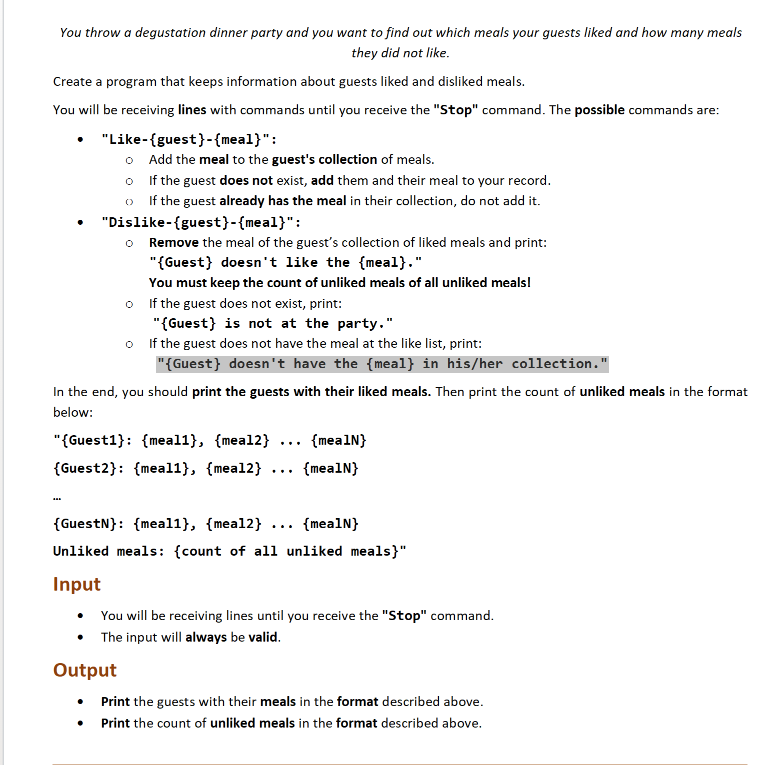 You throw a degustation dinner party and you want to find out which meals your guests liked and how many meals
they did not like.
Create a program that keeps information about guests liked and disliked meals.
You will be receiving lines with commands until you receive the "Stop" command. The possible commands are:
• "Like-{guest}-{meal}":
o Add the meal to the guest's collection of meals.
o If the guest does not exist, add them and their meal to your record.
o If the guest already has the meal in their collection, do not add it.
• "Dislike-{guest}-{meal}":
o Remove the meal of the guest's collection of liked meals and print:
"{Guest} doesn't like the {meal}."
You must keep the count of unliked meals of all unliked meals!
o If the guest does not exist, print:
"{Guest} is not at the party."
o If the guest does not have the meal at the like list, print:
"{Guest} doesn't have the {meal} in his/her collection."
In the end, you should print the guests with their liked meals. Then print the count of unliked meals in the format
below:
"{Guest1}: {meal1}, {meal2} ... {mealN}
{Guest2}: {meal1}, {meal2} ... {mealN}
…
{GuestN}: {meal1}, {meal2} ... {mealN}
Unliked meals: {count of all unliked meals}"
Input
• You will be receiving lines until you receive the "Stop" command.
• The input will always be valid.
Output
• Print the guests with their meals in the format described above.
• Print the count of unliked meals in the format described above.